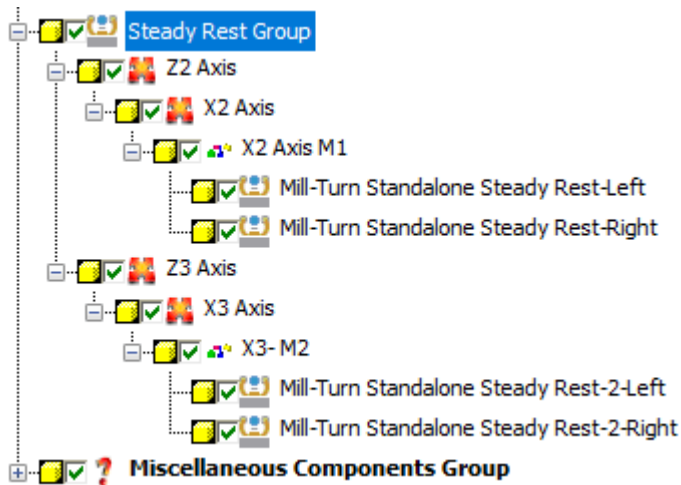 Steady Rest Group
Z2 Axis
X2 Axis
X2 Axis M1
Mill-Turn Standalone Steady Rest-Left
Mill-Turn Standalone Steady Rest-Right
Z3 Axis
X3 Axis
X3- M2
Mill-Turn Standalone Steady Rest-2-Left
Mill-Turn Standalone Steady Rest-2-Right
Miscellaneous Components Group